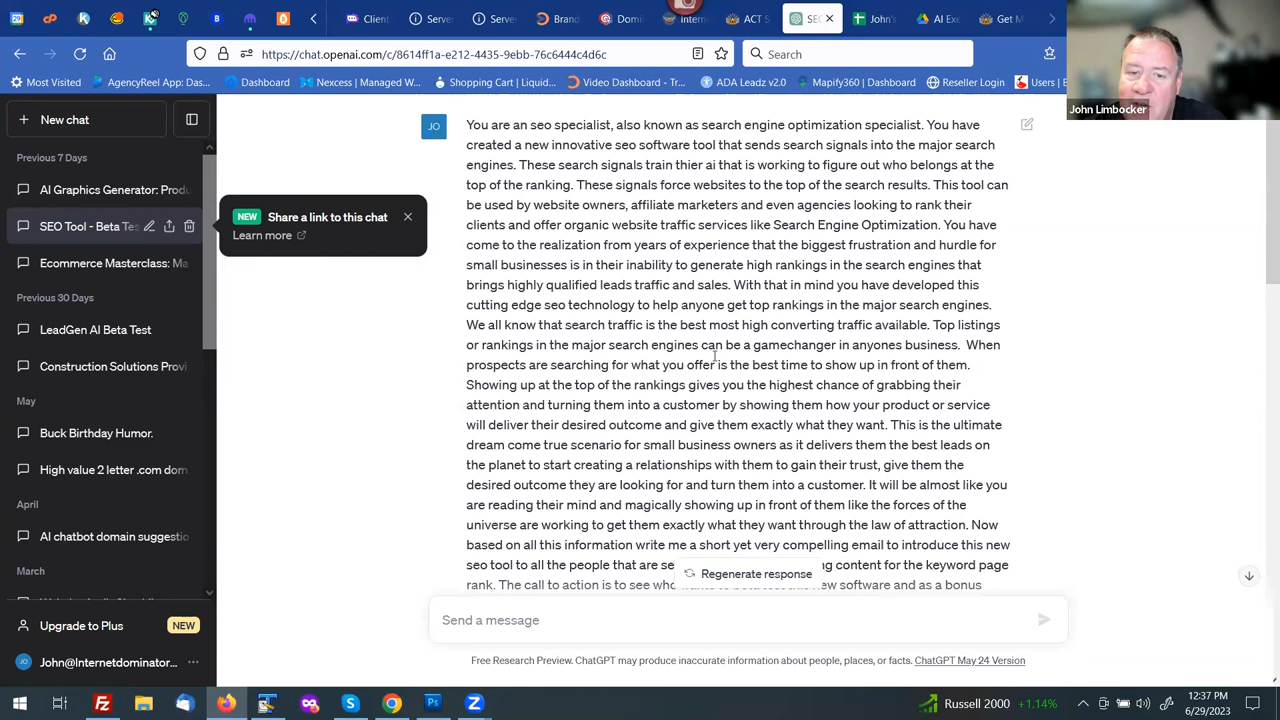 Client
Server
Server
Brand
Domi
Interne
ACT S
SEC
John's
AI Exe
Get M
https://chat.openai.com/c/8614ff1a-e212-4435-9ebb-76c6444c4d6c
Search
Most Visited
AgencyReel: Das...
Dashboard
Nexcess | Managed W...
Shopping Cart | Liquid...
Video Dashboard - Tr...
ADA Leadz v2.0
Mapify360 | Dashboard
Reseller Login
Users | B
John Limbocker
New chat
Previous 7 Days
AI Graphics Generator: Produ
SEO Tool - Beta Tes
Ecommerce Masterclass: Ma
Previous 30 Days
LeadGen AI Beta Test
Construction Solutions Provi
May
Buck Birthday Humor.
High value 2 letter .com dom
April
AI chatbot domain suggestio
March
Upgrade to Plus
NEW
JO
John@Internetdominator...
NEW Share a link to this chat
Learn more
JO
You are an seo specialist, also known as search engine optimization specialist. You have
created a new innovative seo software tool that sends search signals into the major search
engines. These search signals train thier ai that is working to figure out who belongs at the
top of the ranking. These signals force websites to the top of the search results. This tool can
be used by website owners, affiliate marketers and even agencies looking to rank their
clients and offer organic website traffic services like Search Engine Optimization. You have
come to the realization from years of experience that the biggest frustration and hurdle for
small businesses is in their inability to generate high rankings in the search engines that
brings highly qualified leads traffic and sales. With that in mind you have developed this
cutting edge seo technology to help anyone get top rankings in the major search engines.
We all know that search traffic is the best most high converting traffic available. Top listings
or rankings in the major search engines can be a gamechanger in anyones business. When
prospects are searching for what you offer is the best time to show up in front of them.
Showing up at the top of the rankings gives you the highest chance of grabbing their
attention and turning them into a customer by showing them how your product or service
will deliver their desired outcome and give them exactly what they want. This is the ultimate
dream come true scenario for small business owners as it delivers them the best leads on
the planet to start creating a relationships with them to gain their trust, give them the
desired outcome they are looking for and turn them into a customer. It will be almost like you
are reading their mind and magically showing up in front of them like the forces of the
universe are working to get them exactly what they want through the law of attraction. Now
based on all this information write me a short yet very compelling email to introduce this new
seo tool to all the people that are se ng content for the keyword page
rank. The call to action is to see who
new software and as a bonus
Regenerate response
Send a message
Free Research Preview. ChatGPT may produce inaccurate information about people, places, or facts. ChatGPT May 24 Version
Russell 2000 +1.14%
12:37 PM
6/29/2023